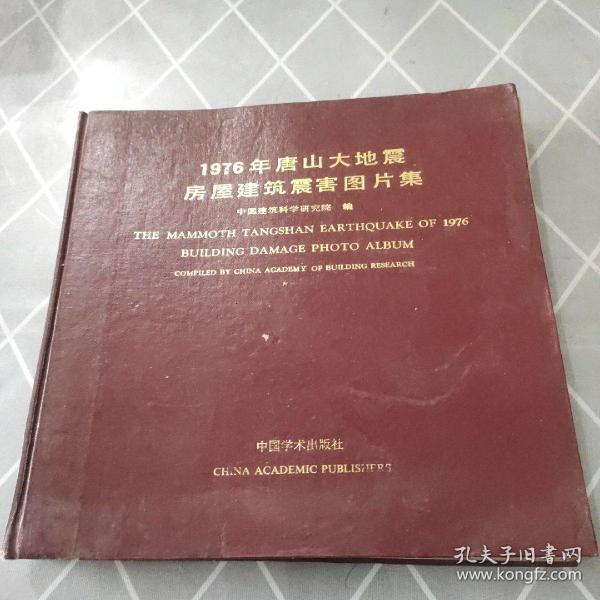 1976年唐山大地震
房屋建筑震害图片集
中国建筑科学研究院 编
THE MAMMOTH TANGSHAN EARTHQUAKE OF 1976
BUILDING DAMAGE PHOTO ALBUM
COMPILED BY CHINA ACADEMY OF BUILDING RESEARCH
中国学术出版社
CHINA ACADEMIC PUBLISHERS
孔夫子旧书网
www.kongfz.com